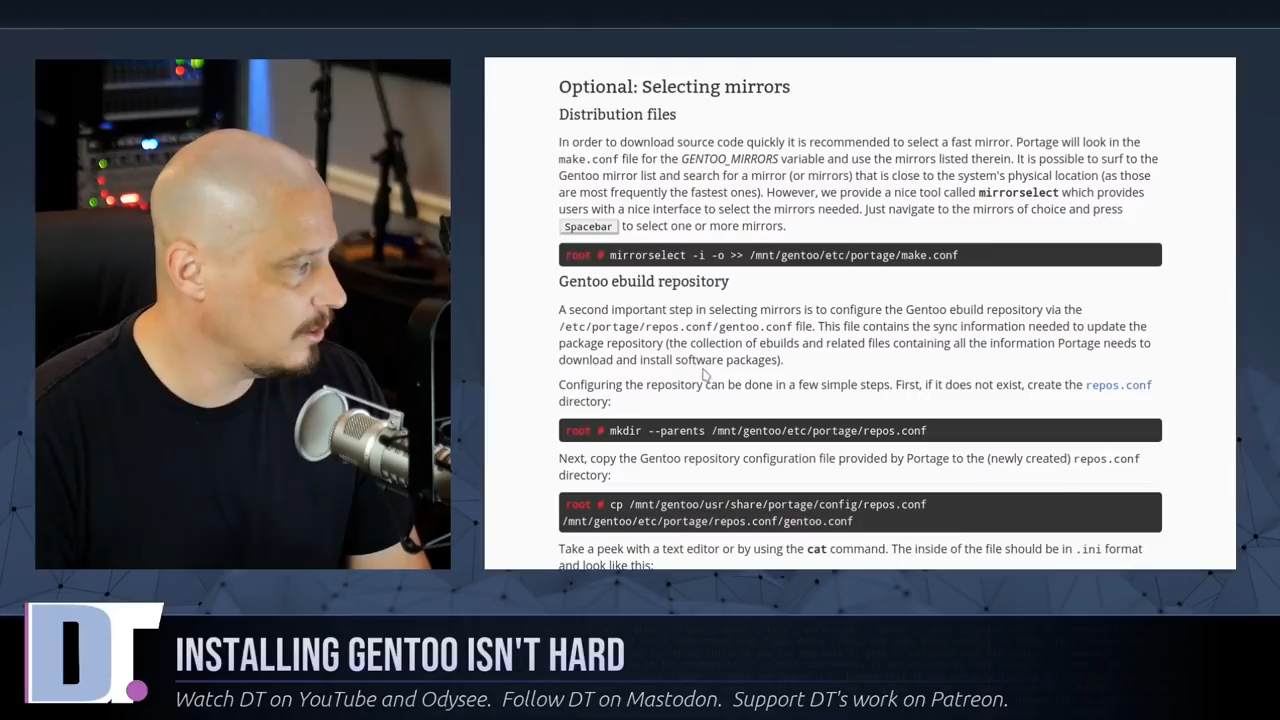 Optional: Selecting mirrors
Distribution files
In order to download source code quickly it is recommended to select a fast mirror. Portage will look in the
make.conf file for the GENTOO_MIRRORS variable and use the mirrors listed therein. It is possible to surf to the
Gentoo mirror list and search for a mirror (or mirrors) that is close to the system's physical location (as those
are most frequently the fastest ones). However, we provide a nice tool called mirrorselect which provides
users with a nice interface to select the mirrors needed. Just navigate to the mirrors of choice and press
Spacebar to select one or more mirrors.
root # mirrorselect -i -o >> /mnt/gentoo/etc/portage/make.conf
Gentoo ebuild repository
A second important step in selecting mirrors is to configure the Gentoo ebuild repository via the
/etc/portage/repos.conf/gentoo.conf file. This file contains the sync information needed to update the
package repository (the collection of ebuilds and related files containing all the information Portage needs to
download and install software packages).
Configuring the repository can be done in a few simple steps. First, if it does not exist, create the repos.conf
directory:
root # mkdir --parents /mnt/gentoo/etc/portage/repos.conf
Next, copy the Gentoo repository configuration file provided by Portage to the (newly created) repos.conf
directory:
root # cp /mnt/gentoo/usr/share/portage/config/repos.conf
/mnt/gentoo/etc/portage/repos.conf/gentoo.conf
Take a peek with a text editor or by using the cat command. The inside of the file should be in .ini format
and look like this:
DT.
INSTALLING GENTOO ISN'T HARD
Watch DT on YouTube and Odysee. Follow DT on Mastodon. Support DT's work on Patreon.